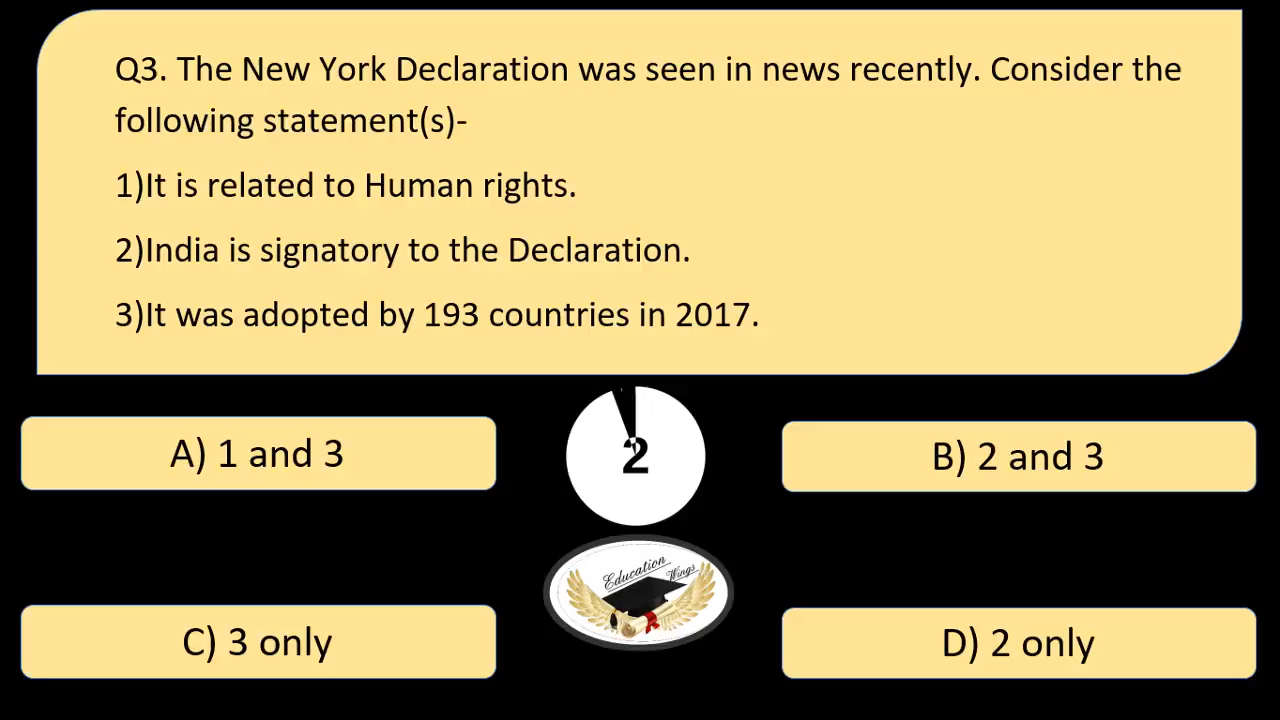 Q3. The New York Declaration was seen in news recently. Consider the
following statement(s)-
1)It is related to Human rights.
2)India is signatory to the Declaration.
3)It was adopted by 193 countries in 2017.
A) 1 and 3
2
B) 2 and 3
Education
Wings
C) 3 only
D) 2 only